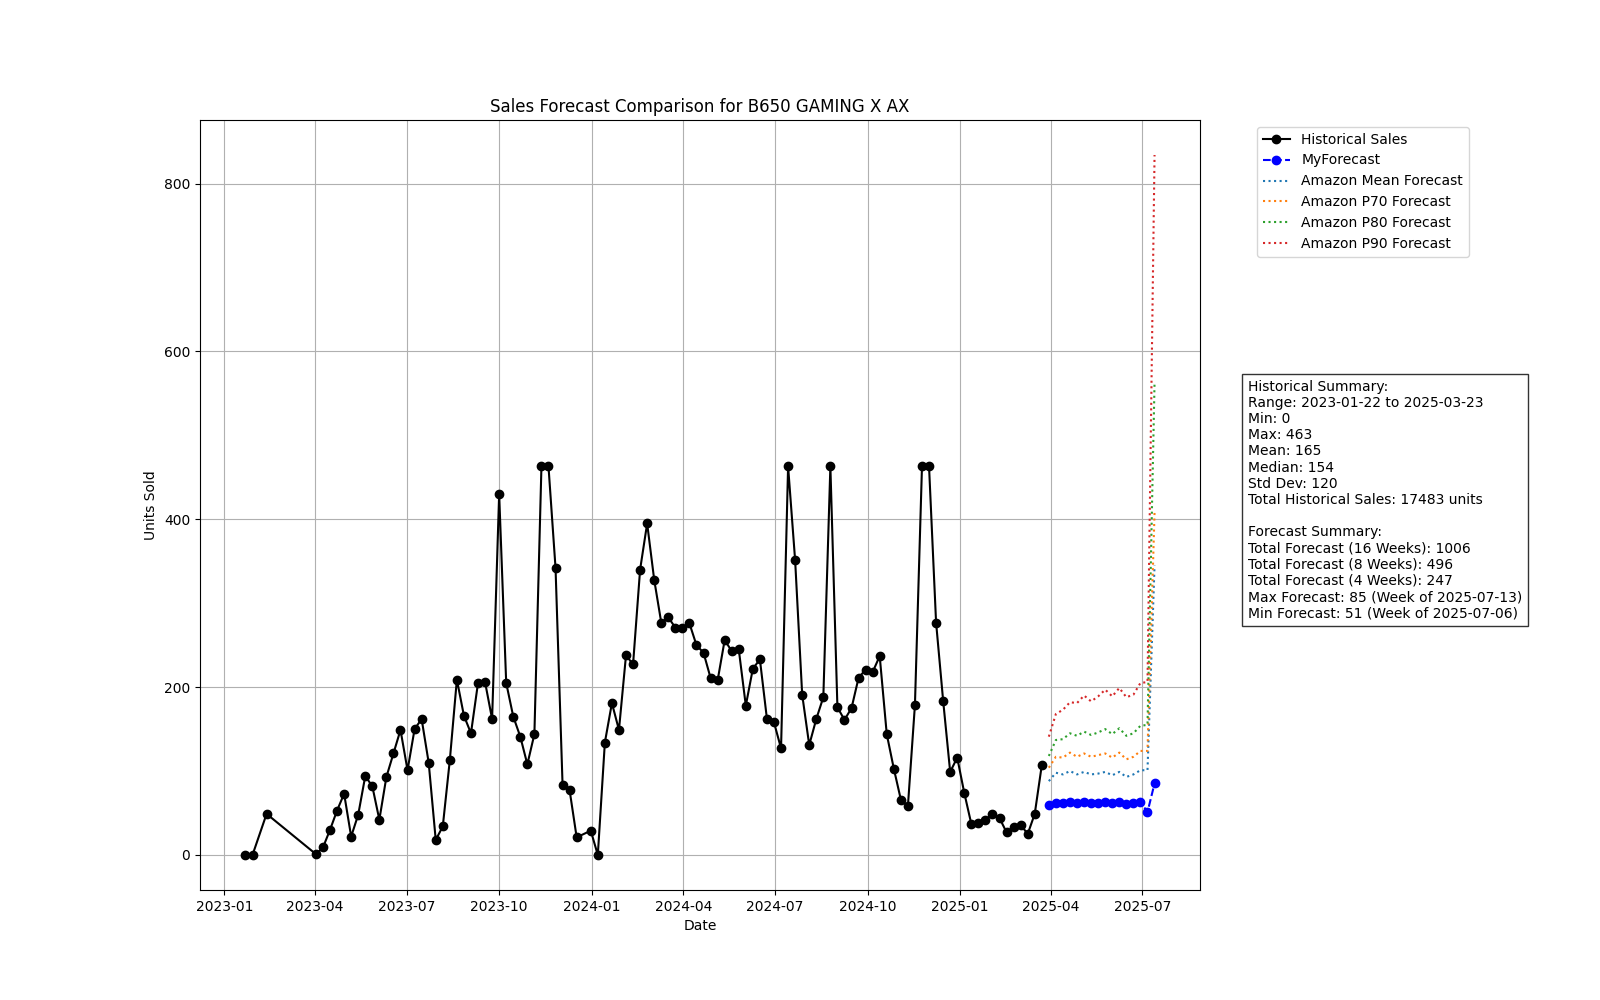 Sales Forecast Comparison for B650 GAMING X AX
Units Sold
800
600
400
200
0
2023-01
2023-04
2023-07
2023-10
2024-01
2024-04
2024-07
2024-10
2025-01
2025-04
2025-07
Date
Historical Sales
MyForecast
Amazon Mean Forecast
Amazon P70 Forecast
Amazon P80 Forecast
Amazon P90 Forecast
Historical Summary:
Range: 2023-01-22 to 2025-03-23
Min: 0
Max: 463
Mean: 165
Median: 154
Std Dev: 120
Total Historical Sales: 17483 units
Forecast Summary:
Total Forecast (16 Weeks): 1006
Total Forecast (8 Weeks): 496
Total Forecast (4 Weeks): 247
Max Forecast: 85 (Week of 2025-07-13)
Min Forecast: 51 (Week of 2025-07-06)